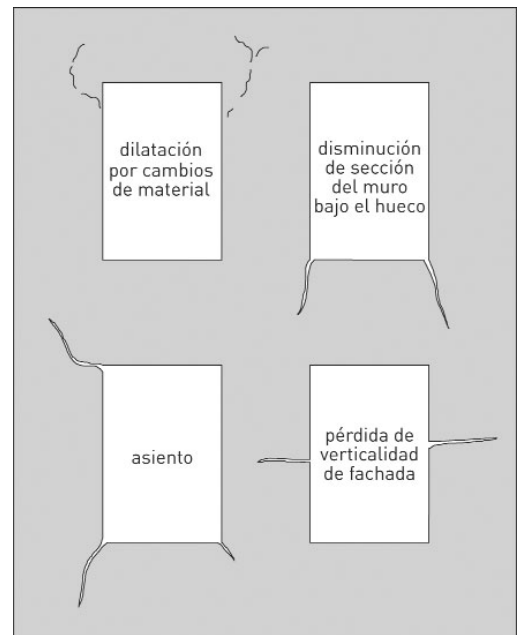 dilatación
por cambios
de material
disminución
de sección
del muro
bajo el hueco
asiento
pérdida de
verticalidad
de fachada